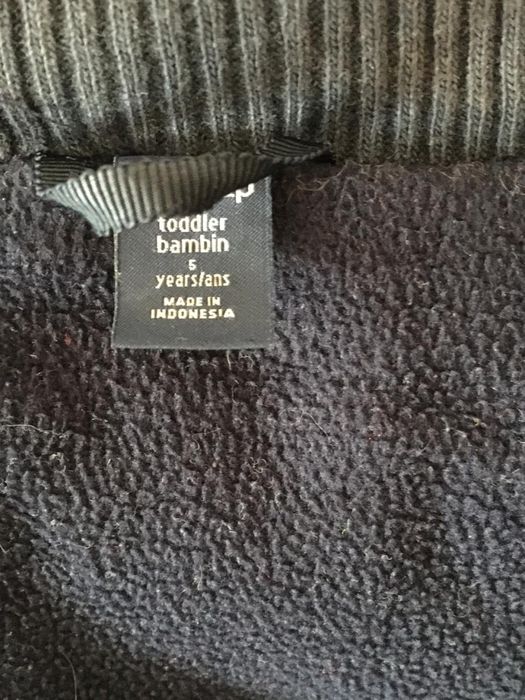 toddler
bambin
5
years/ans
MADE IN
INDONESIA